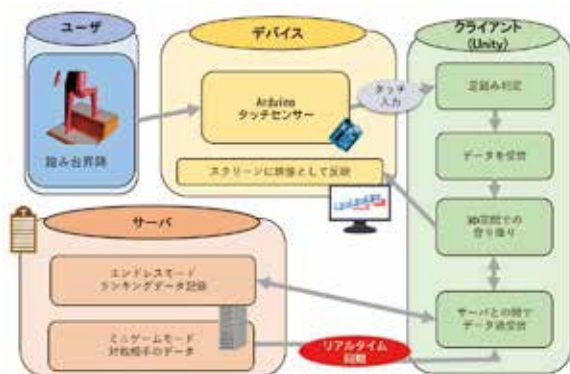 ユーザ
踏み台昇降
デバイス
Arduino
タッチセンサー
スクリーンに映像として反映
タッチ
入力
クライアント
(Unity)
足踏み判定
データを受信
3D空間での
登り降り
サーバとの間で
データ送受信
サーバ
エンドレスモード
ランキングデータ記録
ミニゲームモード
対戦相手のデータ
リアルタイム
同期